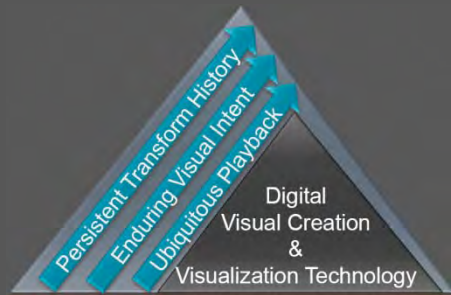 Persistent Transform History
Enduring Visual Intent
Ubiquitous Playback
Digital
Visual Creation
&
Visualization Technology